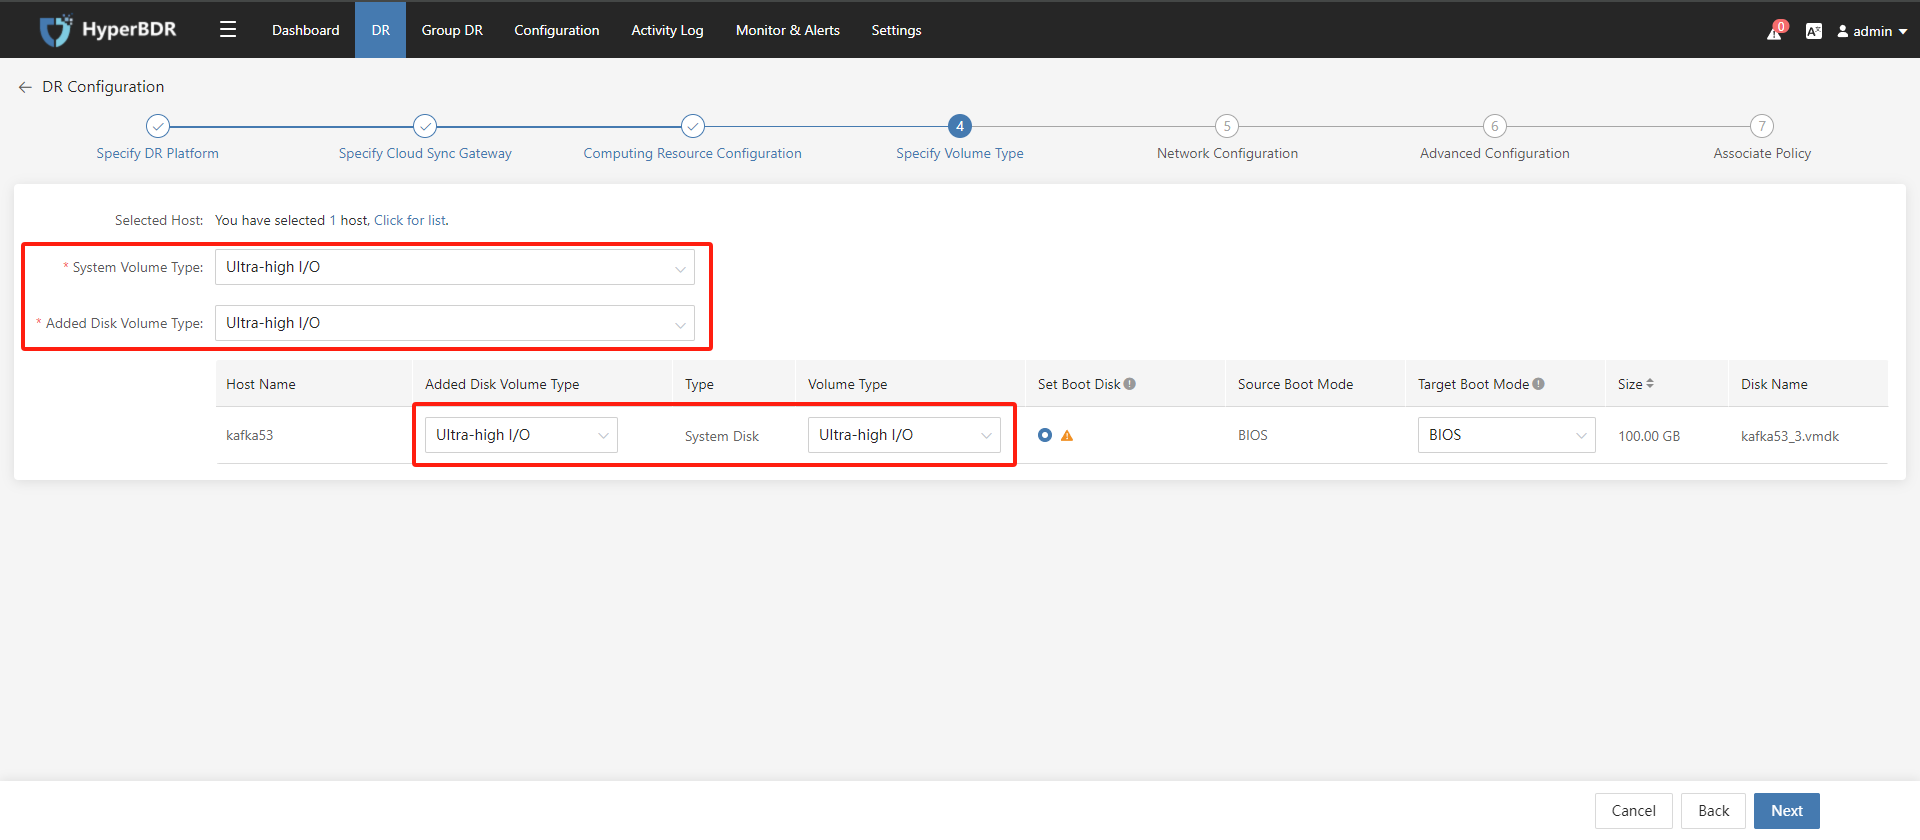 HyperBDR
Dashboard DR Group DR Configuration Activity Log Monitor & Alerts Settings 0 admin
DR Configuration
4 5 6 7
Specify DR Platform Specify Cloud Sync Gateway Computing Resource Configuration Specify Volume Type Network Configuration Advanced Configuration Associate Policy
Selected Host: You have selected 1 host, Click for list.
* System Volume Type: Ultra-high I/O
* Added Disk Volume Type: Ultra-high I/O
Host Name Added Disk Volume Type Type Volume Type Set Boot Disk Source Boot Mode Target Boot Mode Size Disk Name
kafka53 Ultra-high I/O System Disk Ultra-high I/O BIOS BIOS 100.00 GB kafka53_3.vmdk
Cancel Back Next